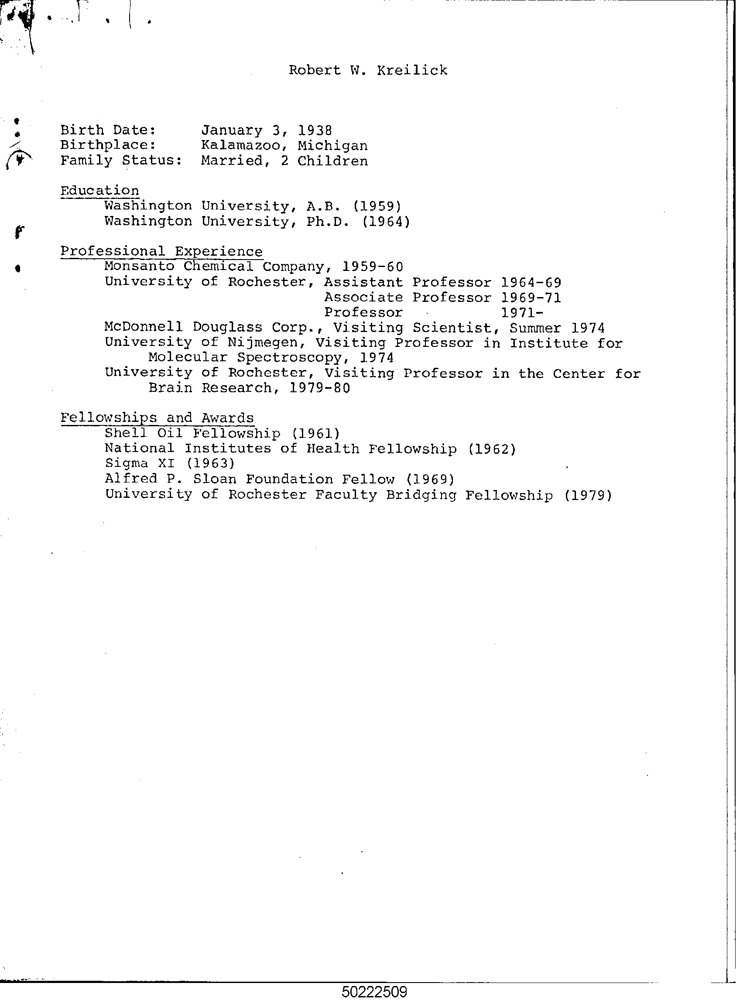 Robert W. Kreilick
Birth Date: January 3, 1938
Birthplace: Kalamazoo, Michigan
Family Status: Married, 2 Children
Education
Washington University, A.B. (1959)
Washington University, Ph.D. (1964)
Professional Experience
Monsanto Chemical Company, 1959-60
University of Rochester, Assistant Professor 1964-69
Associate Professor 1969-71
Professor 1971-
McDonnell Douglass Corp., Visiting Scientist, Summer 1974
University of Nijmegen, Visiting Professor in Institute for
Molecular Spectroscopy, 1974
University of Rochester, Visiting Professor in the Center for
Brain Research, 1979-80
Fellowships and Awards
Shell Oil Fellowship (1961)
National Institutes of Health Fellowship (1962)
Sigma XI (1963)
Alfred P. Sloan Foundation Fellow (1969)
University of Rochester Faculty Bridging Fellowship (1979)
50222509